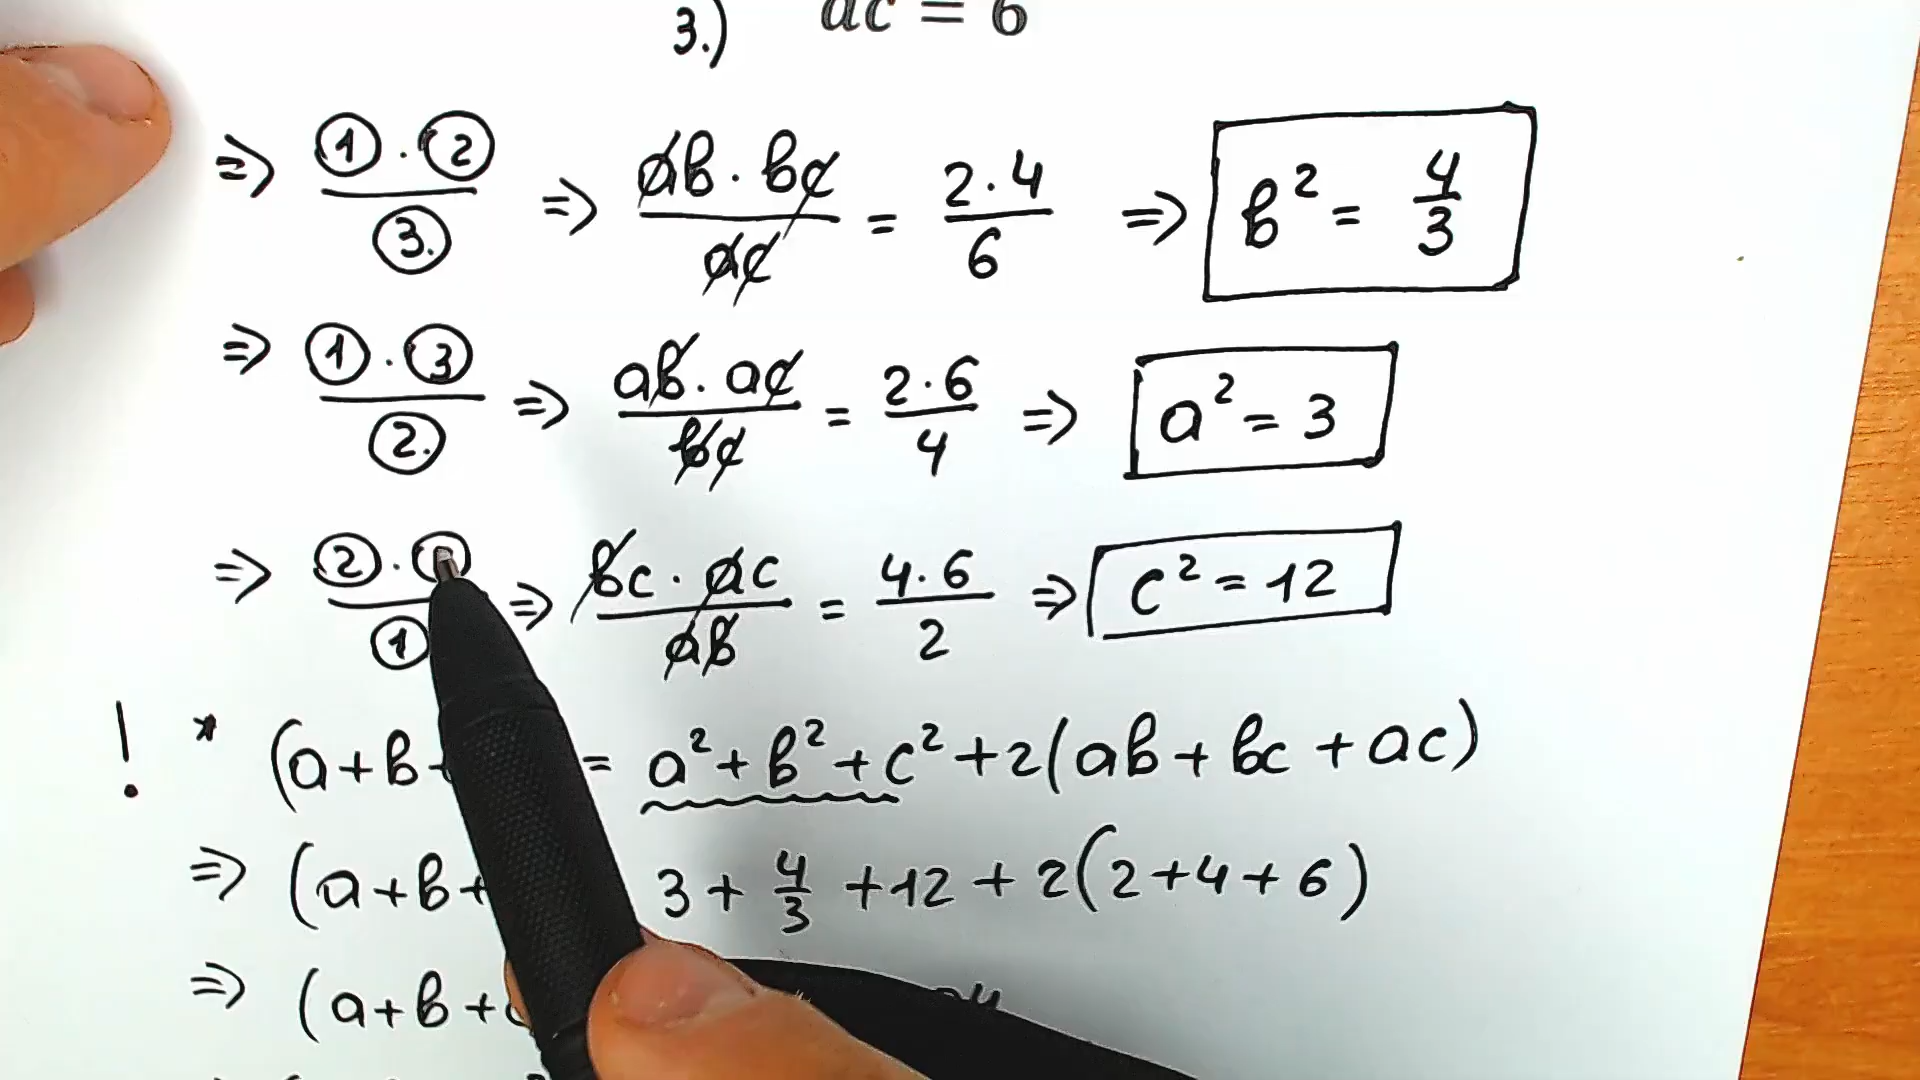 3.) ac = 6
=> (1) · (2) / (3.) => ab · bc / ac = 2 · 4 / 6 => b² = 4/3
=> (1) · (3) / (2.) => ab · ac / bc = 2 · 6 / 4 => a² = 3
=> (2) · / (1) => bc · ac / ab = 4 · 6 / 2 => c² = 12
! * (a+b = a² + b² + c² + 2(ab + bc + ac)
=> (a+b+ 3 + 4/3 + 12 + 2(2+4+6)
=> (a+b+